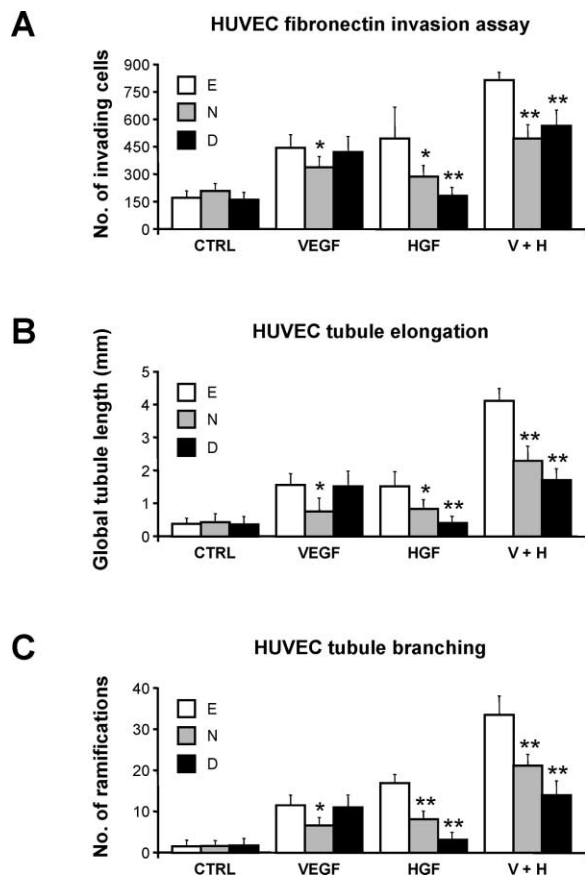 A
HUVEC fibronectin invasion assay
No. of invading cells
900
750
600
450
300
150
0
E
N
D
*
*
**
**
**
CTRL
VEGF
HGF
V + H
B
HUVEC tubule elongation
Global tubule length (mm)
5
4
3
2
1
0
E
N
D
*
*
**
**
**
CTRL
VEGF
HGF
V + H
C
HUVEC tubule branching
No. of ramifications
40
30
20
10
0
E
N
D
*
**
**
**
**
CTRL
VEGF
HGF
V + H